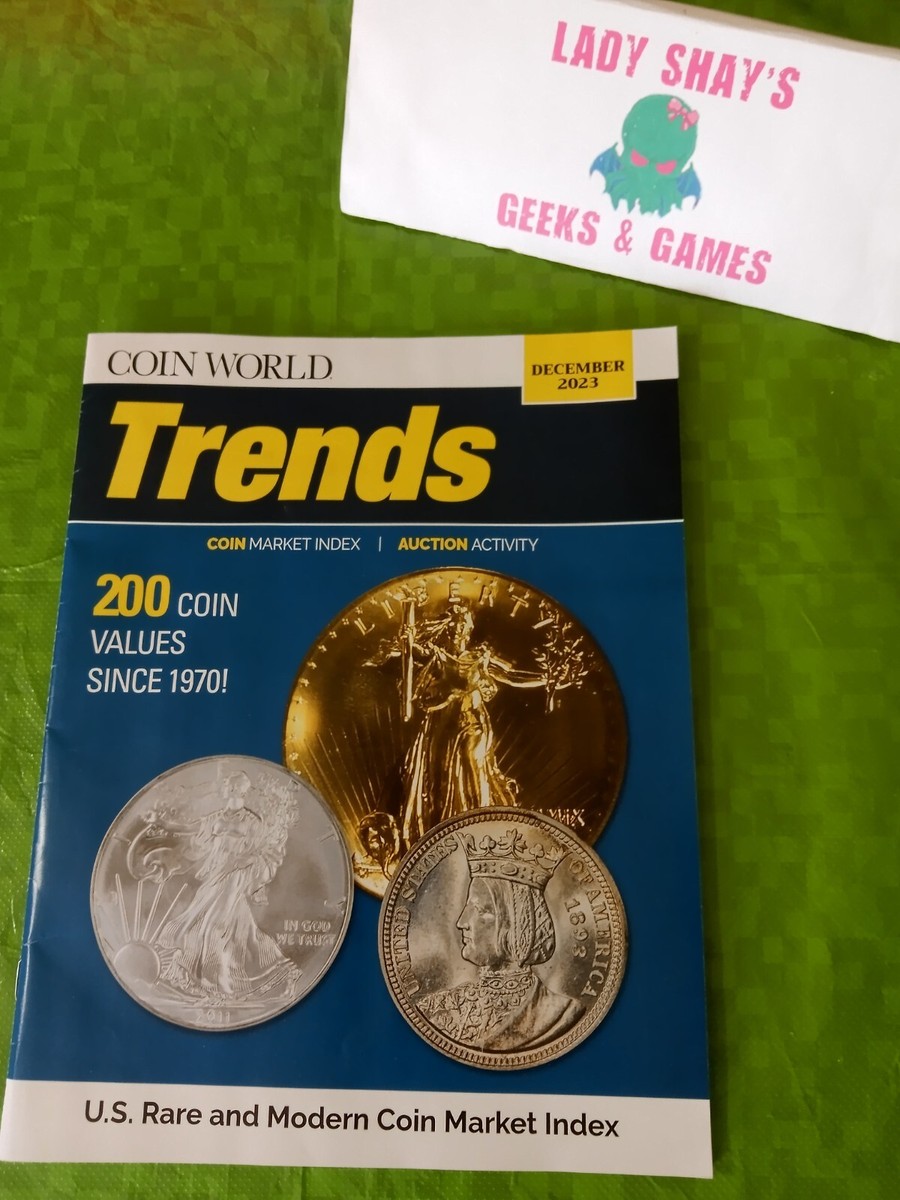 LADY SHAY'S
GEEKS & GAMES
COIN WORLD
DECEMBER
2023
Trends
COIN MARKET INDEX | AUCTION ACTIVITY
200 COIN
VALUES
SINCE 1970!
LIBERTY
IN GOD
WE TRUST
2011
UNITED STATES OF AMERICA
1893
U.S. Rare and Modern Coin Market Index